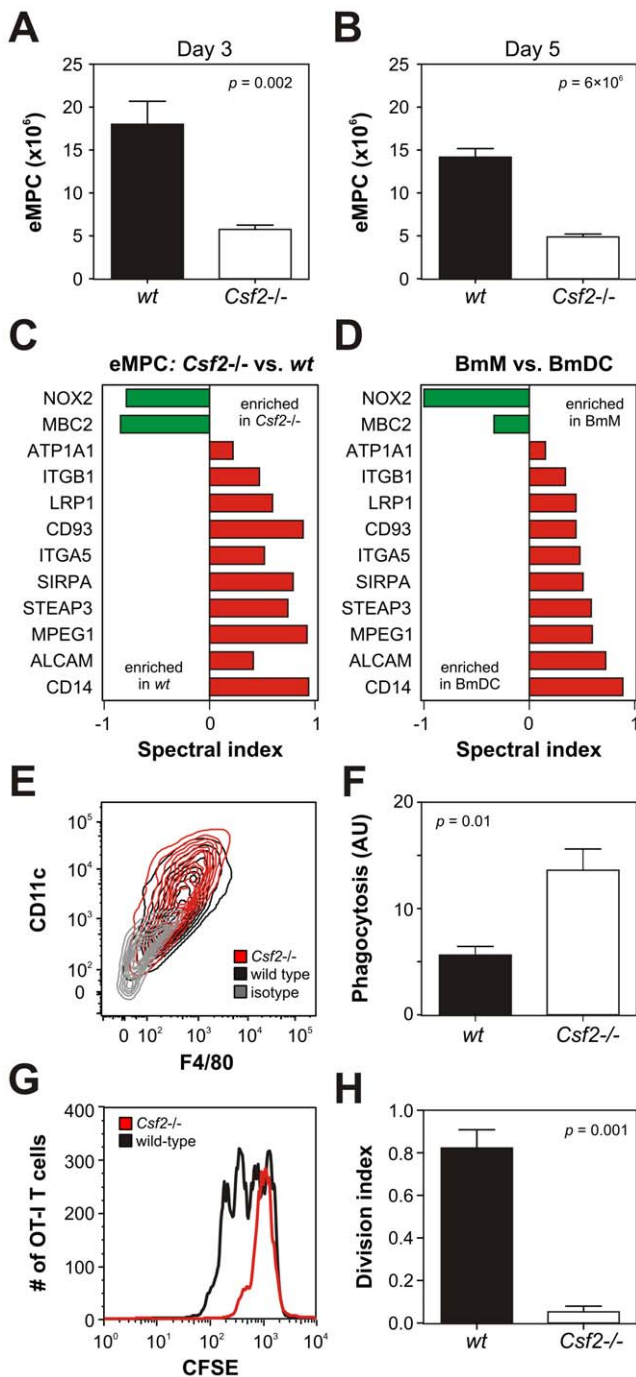 A
B
Day 3
Day 5
25
20
15
10
5
0
eMPC (x10⁶)
p = 0.002
wt
Csf2-/-
25
20
15
10
5
0
eMPC (x10⁶)
p = 6×10⁶
wt
Csf2-/-
C
eMPC: Csf2-/- vs. wt
NOX2
MBC2
ATP1A1
ITGB1
LRP1
CD93
ITGA5
SIRPA
STEAP3
MPEG1
ALCAM
CD14
enriched
in Csf2-/-
enriched
in wt
-1
0
1
Spectral index
D
BmM vs. BmDC
NOX2
MBC2
ATP1A1
ITGB1
LRP1
CD93
ITGA5
SIRPA
STEAP3
MPEG1
ALCAM
CD14
enriched
in BmM
enriched
in BmDC
-1
0
1
Spectral index
E
CD11c
10⁵
10⁴
10³
10²
0
Csf2-/-
wild type
isotype
0 10² 10³ 10⁴ 10⁵
F4/80
F
Phagocytosis (AU)
20
10
0
p = 0.01
wt
Csf2-/-
G
# of OT-I T cells
400
300
200
100
0
Csf2-/-
wild-type
10⁰ 10¹ 10² 10³ 10⁴
CFSE
H
Division index
1.0
0.8
0.6
0.4
0.2
0.0
p = 0.001
wt
Csf2-/-